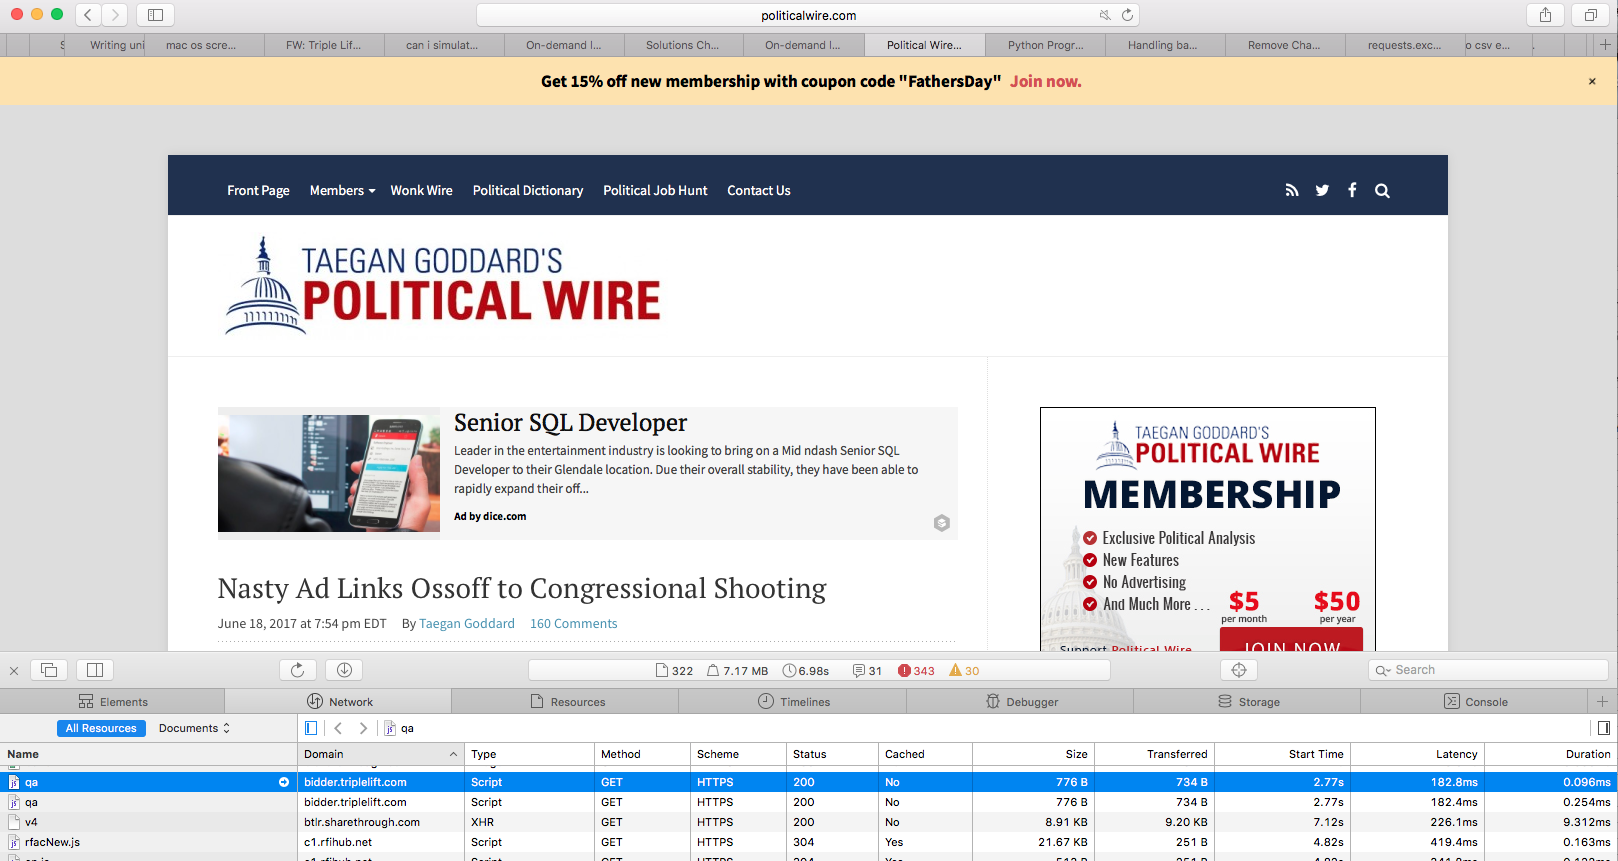 politicalwire.com
Writing uni
mac os scre...
FW: Triple Lif...
can i simulat...
On-demand I...
Solutions Ch...
On-demand I...
Political Wire...
Python Progr...
Handling ba...
Remove Cha...
requests.exc...
o csv e...
Get 15% off new membership with coupon code "FathersDay" Join now.
×
Front Page Members Wonk Wire Political Dictionary Political Job Hunt Contact Us
TAEGAN GODDARD'S
POLITICAL WIRE
Senior SQL Developer
Leader in the entertainment industry is looking to bring on a Mid ndash Senior SQL
Developer to their Glendale location. Due their overall stability, they have been able to
rapidly expand their off...
Ad by dice.com
TAEGAN GODDARD'S
POLITICAL WIRE
MEMBERSHIP
Exclusive Political Analysis
New Features
No Advertising
And Much More . . .
$5
per month
$50
per year
Support Political Wire
JOIN NOW
Nasty Ad Links Ossoff to Congressional Shooting
June 18, 2017 at 7:54 pm EDT By Taegan Goddard 160 Comments
322 7.17 MB 6.98s 31 343 30
Search
Elements Network Resources Timelines Debugger Storage Console
All Resources Documents qa
Name Domain Type Method Scheme Status Cached Size Transferred Start Time Latency Duration
qa bidder.triplelift.com Script GET HTTPS 200 No 776 B 734 B 2.77s 182.8ms 0.096ms
qa bidder.triplelift.com Script GET HTTPS 200 No 776 B 734 B 2.77s 182.4ms 0.254ms
v4 btlr.sharethrough.com XHR GET HTTPS 200 No 8.91 KB 9.20 KB 7.12s 226.1ms 9.312ms
rfacNew.js c1.rfihub.net Script GET HTTPS 304 Yes 21.67 KB 251 B 4.82s 419.4ms 0.163ms